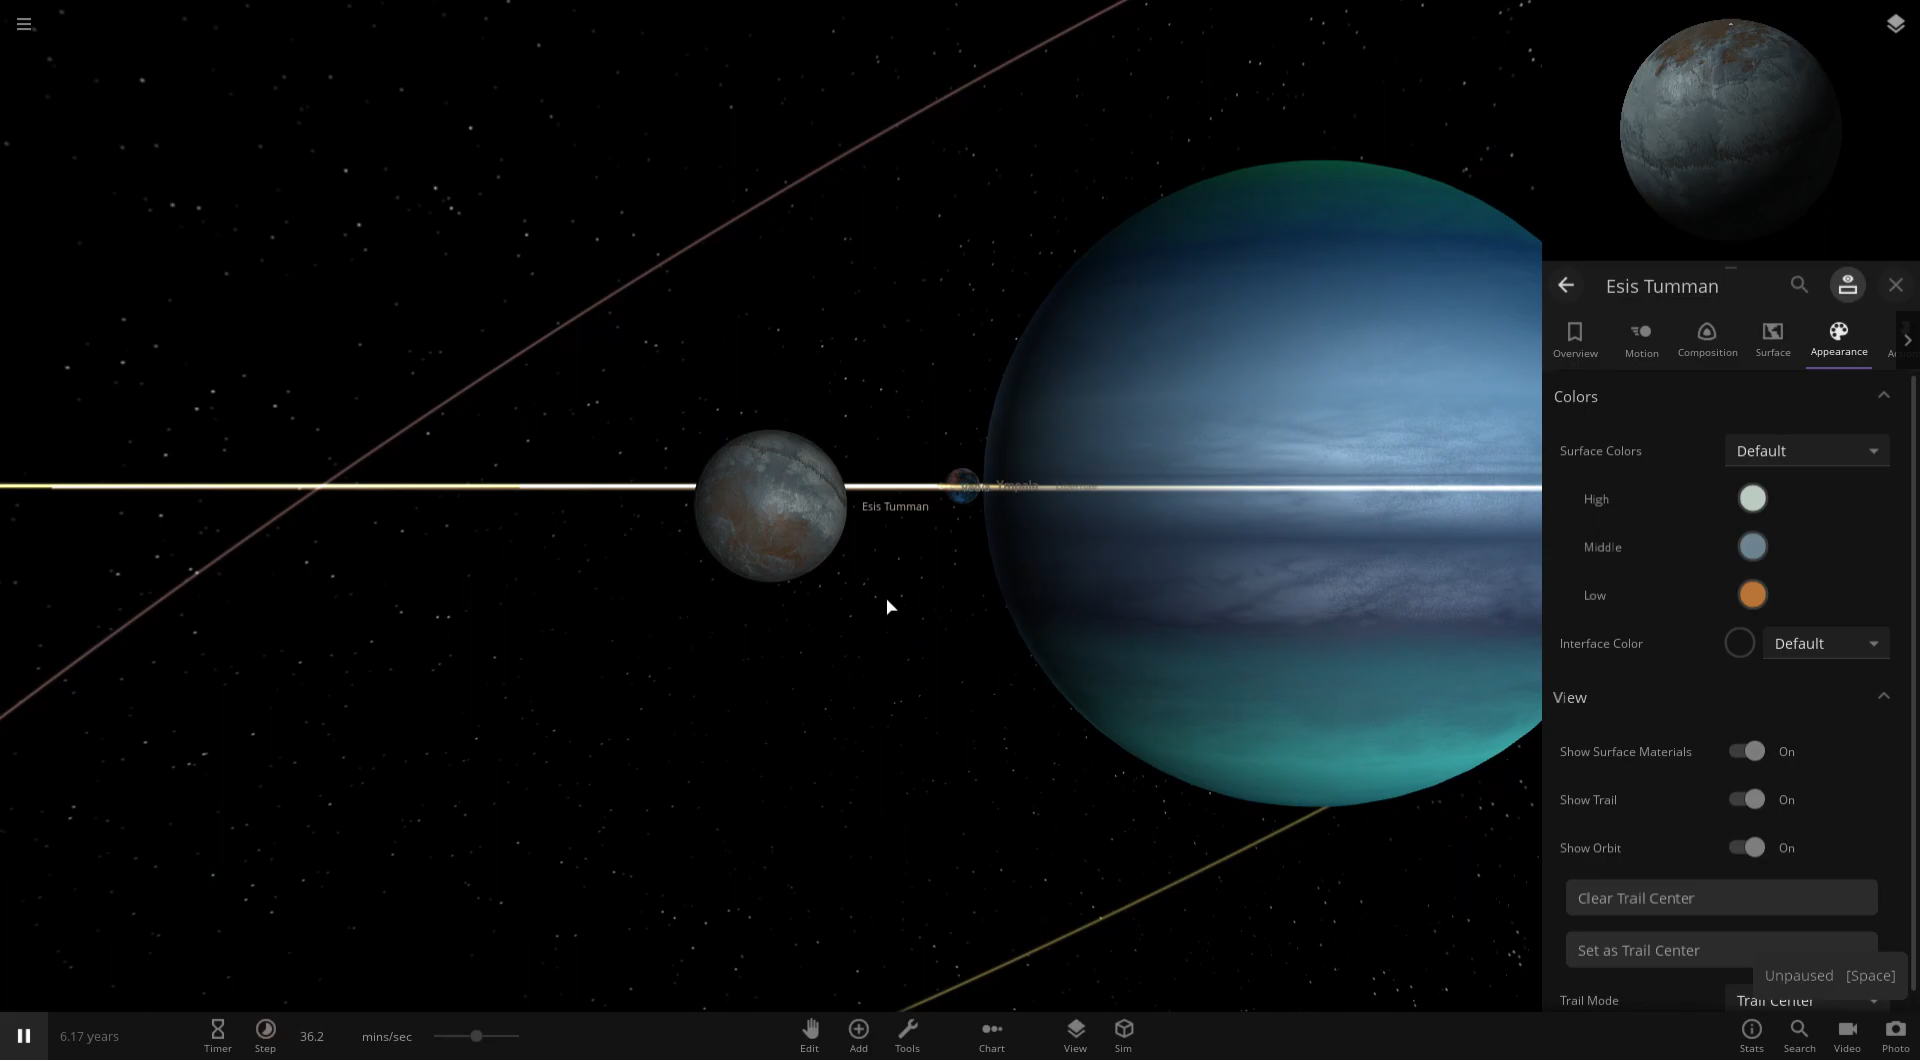 Esis Tumman
Overview
Motion
Composition
Surface
Appearance
Colors
Surface Colors
Default
High
Middle
Low
Interface Color
Default
View
Show Surface Materials
On
Show Trail
On
Show Orbit
On
Clear Trail Center
Set as Trail Center
Unpaused [Space]
Trail Mode
Trail Center
Esis Tumman
Ympala
6.17 years
Timer
Step
36.2
mins/sec
Edit
Add
Tools
Chart
View
Sim
Stats
Search
Video
Photo